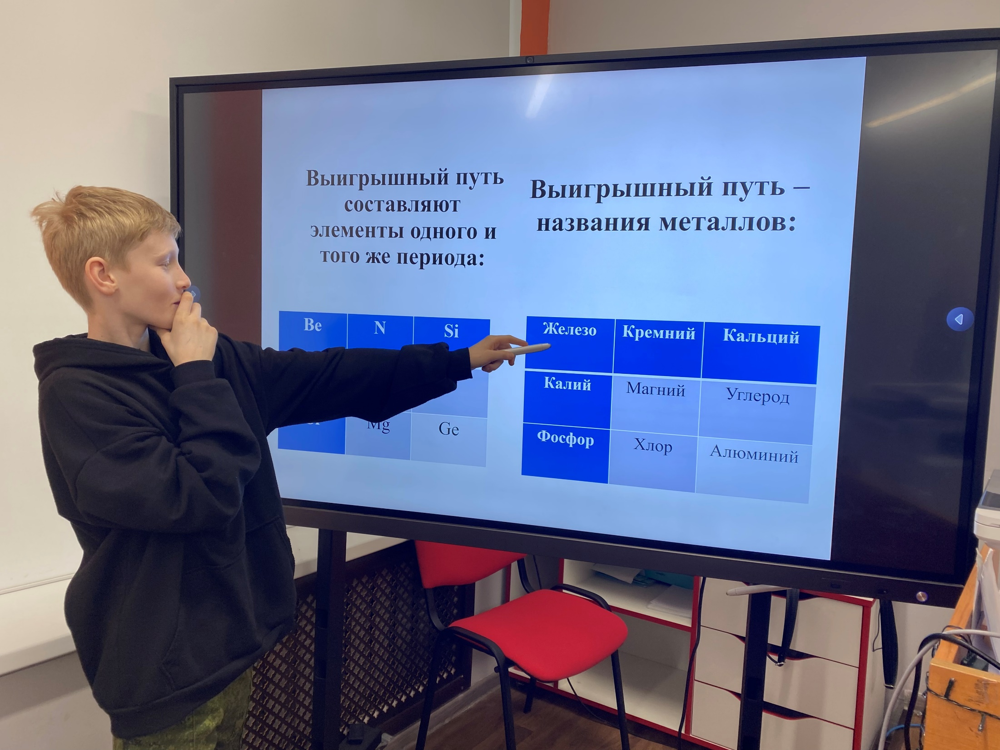 Выигрышный путь
составляют
элементы одного и
того же периода:
Be N Si
Mg Ge
Выигрышный путь –
названия металлов:
Железо Кремний Кальций
Калий Магний Углерод
Фосфор Хлор Алюминий